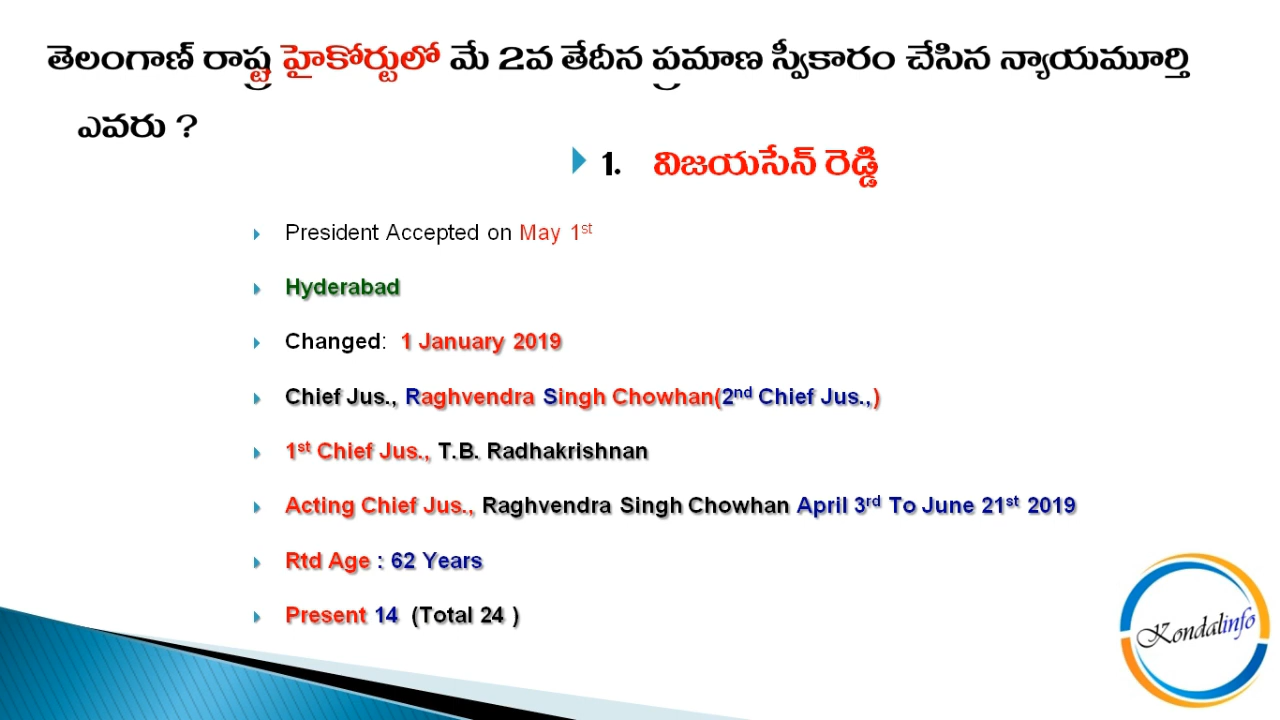 తెలంగాణ్ రాష్ట్ర హైకోర్టులో మే 2వ తేదీన ప్రమాణ స్వీకారం చేసిన న్యాయమూర్తి
ఎవరు ?
1. విజయసేన్ రెడ్డి
President Accepted on May 1st
Hyderabad
Changed: 1 January 2019
Chief Jus., Raghvendra Singh Chowhan(2nd Chief Jus.,)
1st Chief Jus., T.B. Radhakrishnan
Acting Chief Jus., Raghvendra Singh Chowhan April 3rd To June 21st 2019
Rtd Age : 62 Years
Present 14 (Total 24 )
Kondalinfo